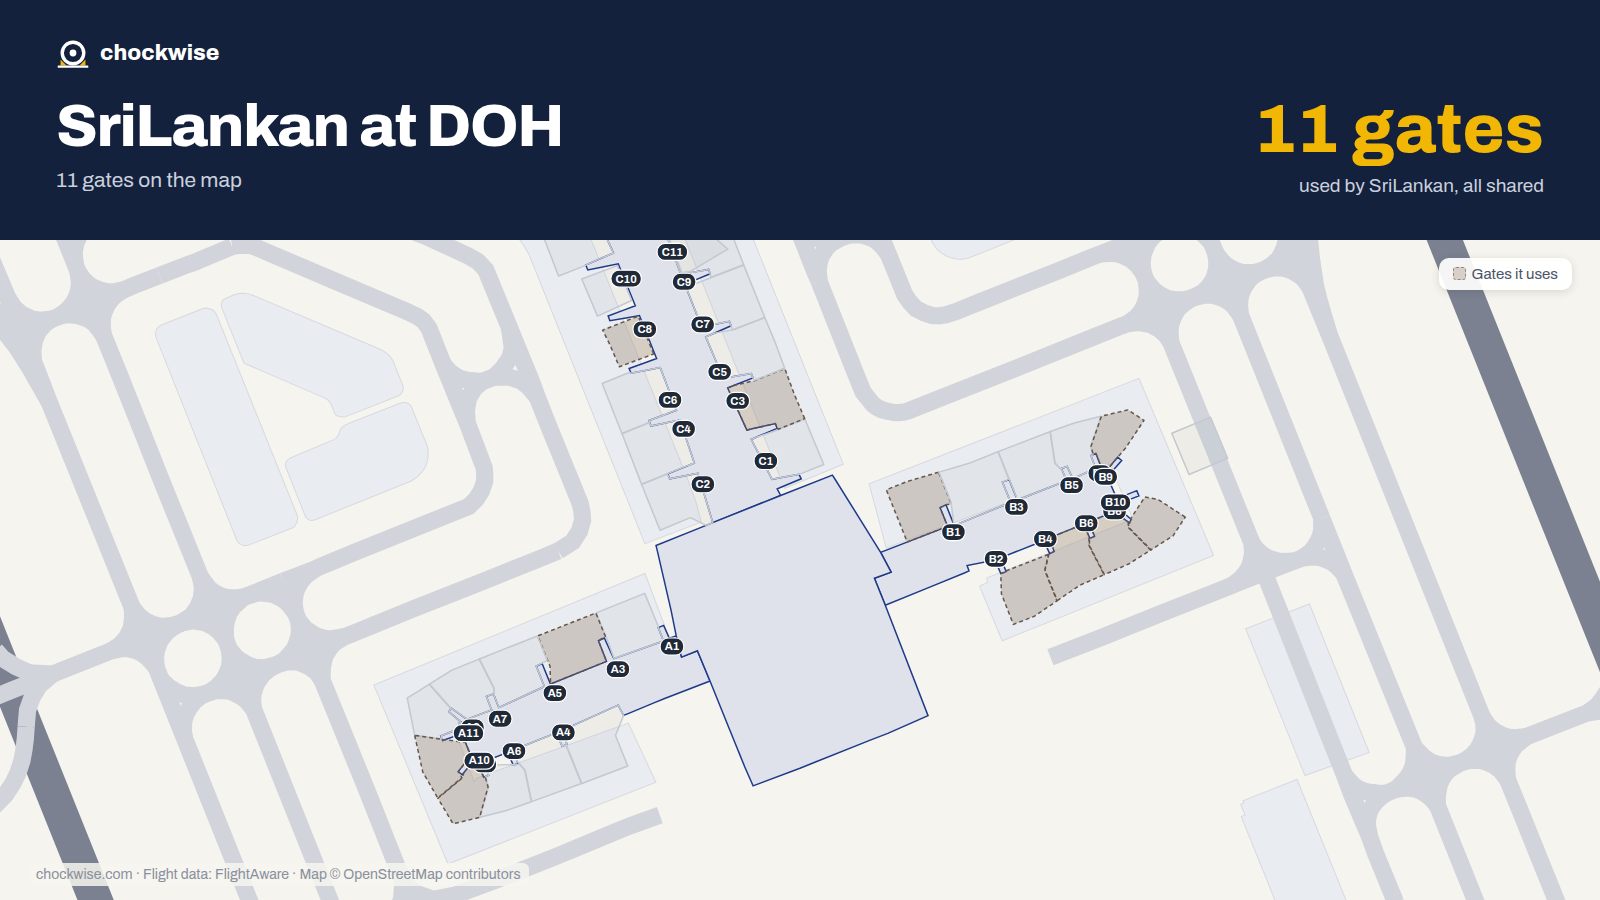 chockwise
SriLankan at DOH
11 gates on the map
11 gates
used by SriLankan, all shared
Gates it uses
C11
C10
C9
C8
C7
C5
C6
C3
C4
C1
C2
B9
B5
B10
B3
B6
B1
B4
B2
A1
A3
A5
A7
A11
A4
A6
A10
chockwise.com · Flight data: FlightAware · Map © OpenStreetMap contributors